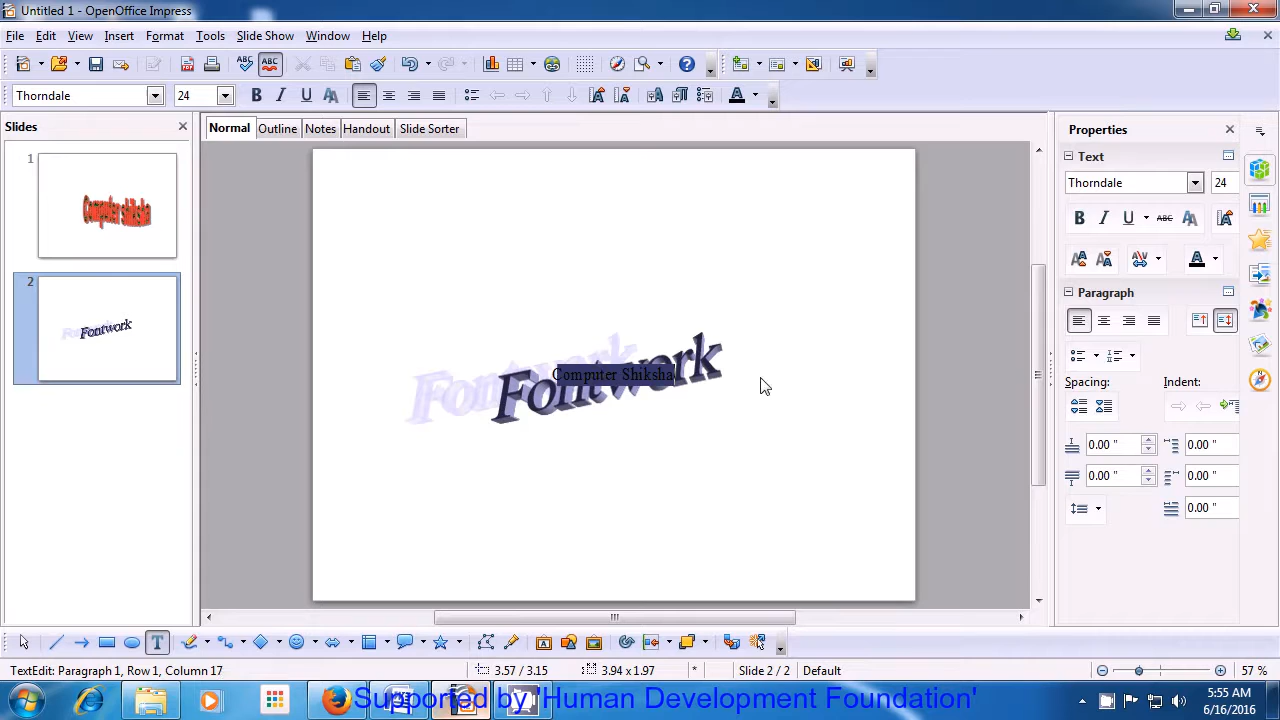 Untitled 1 - OpenOffice Impress
File Edit View Insert Format Tools Slide Show Window Help
Thorndale 24
Slides
Normal Outline Notes Handout Slide Sorter
Properties
1
Computer shiksha
2
Fontwork
Fontwork
Computer Shiksha
Text
Thorndale 24
Paragraph
Spacing: Indent:
0.00 " 0.00 "
0.00 " 0.00 "
0.00 "
TextEdit: Paragraph 1, Row 1, Column 17 3.57 / 3.15 3.94 x 1.97 * Slide 2 / 2 Default 57 %
Supported by 'Human Development Foundation'
5:55 AM
6/16/2016